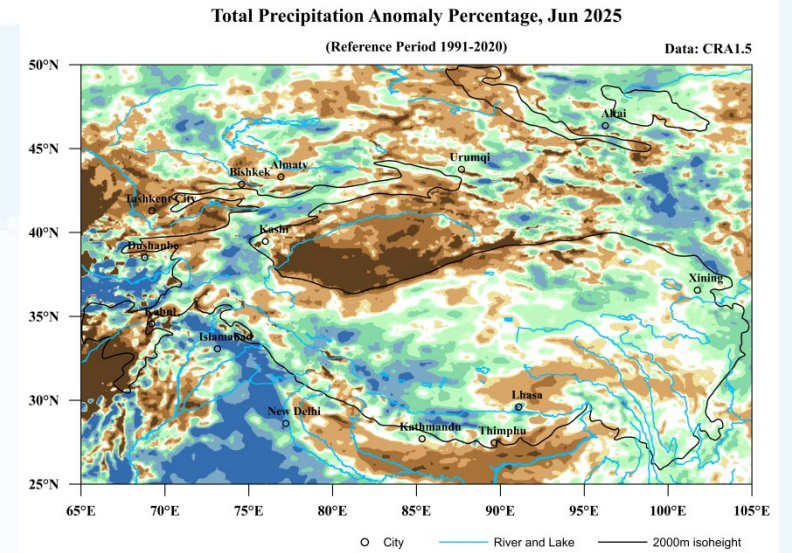 Total Precipitation Anomaly Percentage, Jun 2025
(Reference Period 1991-2020)
Data: CRA1.5
50°N
45°N
40°N
35°N
30°N
25°N
Altai
Urumqi
Almaty
Bishkek
Tashkent City
Kashi
Dushanbe
Xining
Kabul
Islamabad
Lhasa
New Delhi
Kathmandu
Thimphu
65°E 70°E 75°E 80°E 85°E 90°E 95°E 100°E 105°E
City River and Lake 2000m isoheight